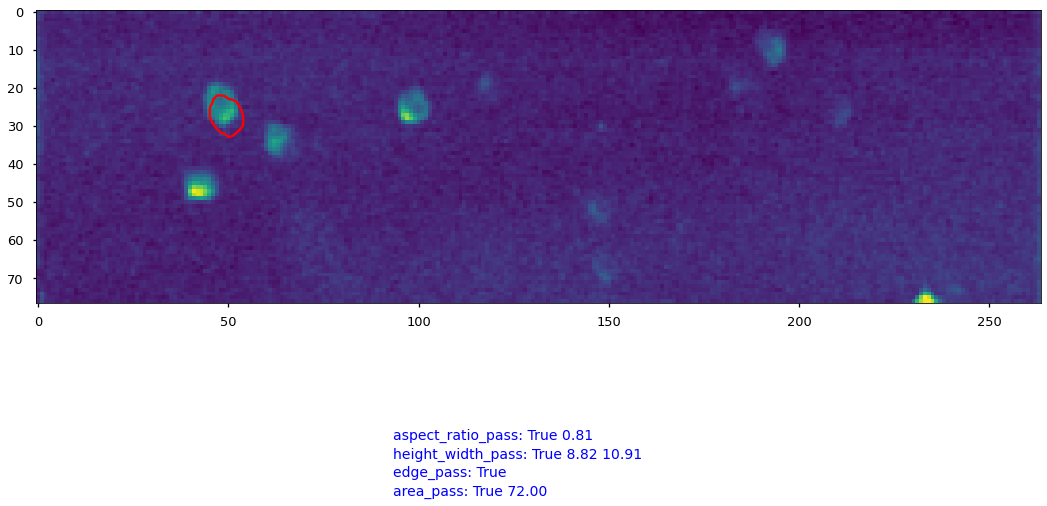 0
10
20
30
40
50
60
70
0 50 100 150 200 250
aspect_ratio_pass: True 0.81
height_width_pass: True 8.82 10.91
edge_pass: True
area_pass: True 72.00